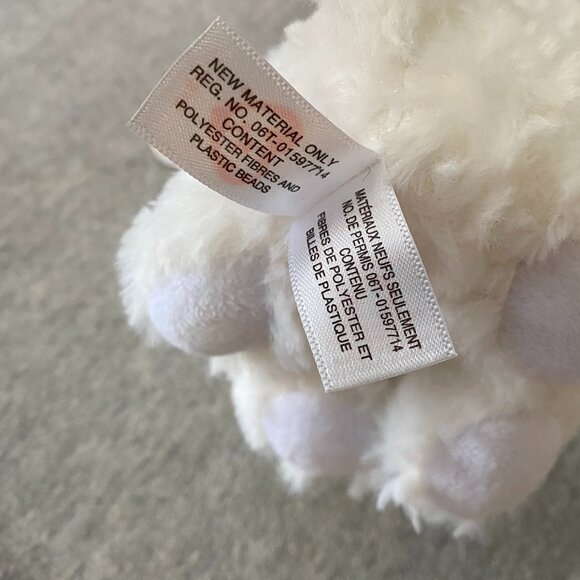 NEW MATERIAL ONLY
REG. NO. 06T-01597714
CONTENT
POLYESTER FIBRES AND
PLASTIC BEADS
MATÉRIAUX NEUFS SEULEMENT
NO. DE PERMIS 06T-01597714
CONTENU
FIBRES DE POLYESTER ET
BILLES DE PLASTIQUE